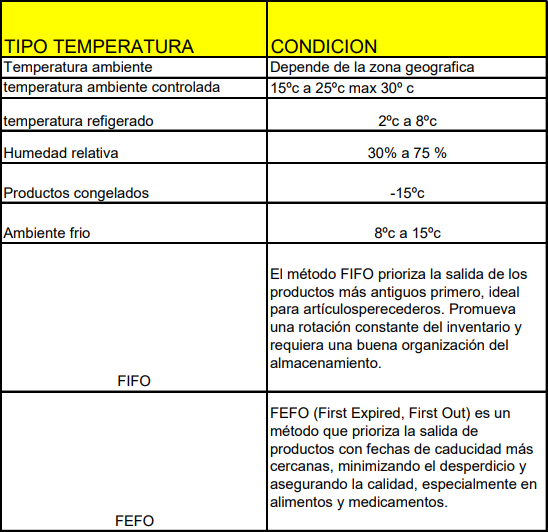 TIPO TEMPERATURA CONDICION
Temperatura ambiente Depende de la zona geografica
temperatura ambiente controlada 15ºc a 25ºc max 30º c
temperatura refigerado 2ºc a 8ºc
Humedad relativa 30% a 75 %
Productos congelados -15ºc
Ambiente frio 8ºc a 15ºc
El método FIFO prioriza la salida de los
productos más antiguos primero, ideal
para artículosperecederos. Promueva
una rotación constante del inventario y
requiera una buena organización del
almacenamiento.
FIFO
FEFO (First Expired, First Out) es un
método que prioriza la salida de
productos con fechas de caducidad más
cercanas, minimizando el desperdicio y
asegurando la calidad, especialmente en
alimentos y medicamentos.
FEFO